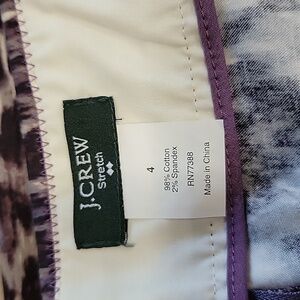 J.CREW
Stretch
4
98% Cotton
2% Spandex
RN77388
Made in China